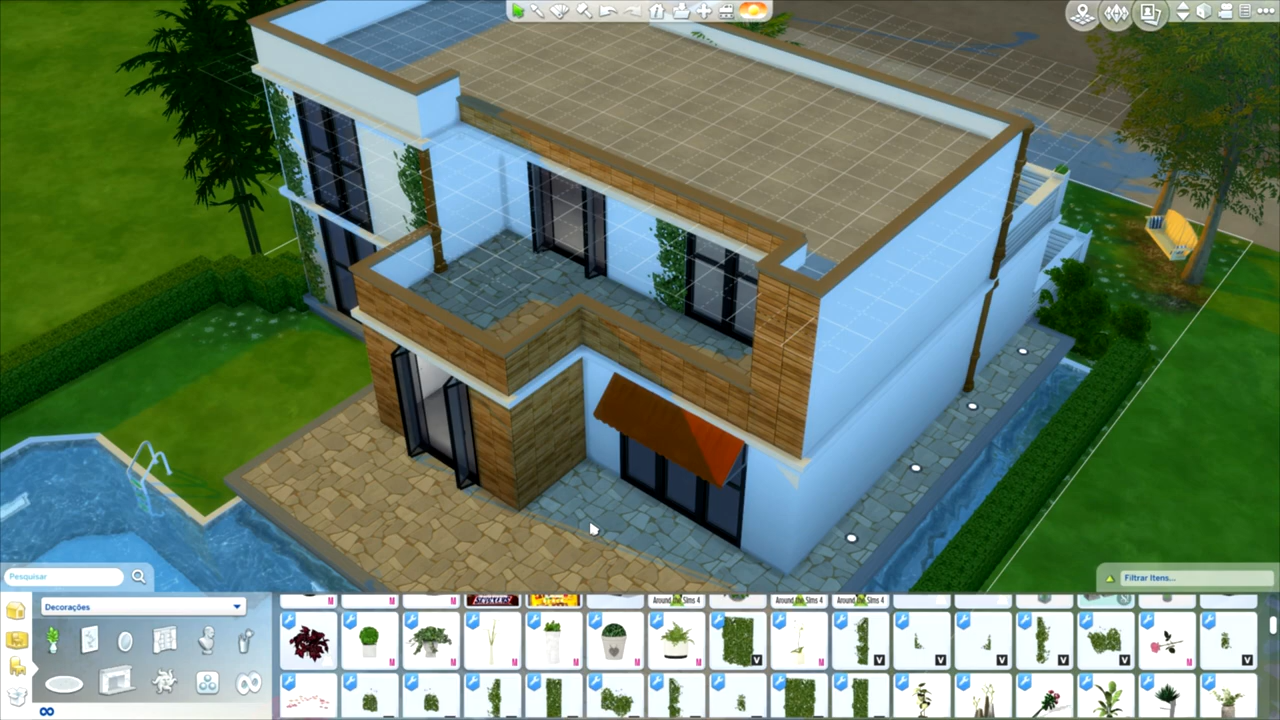 Pesquisar
Filtrar Itens...
Decorações
Around the Sims 4
Around the Sims 4
Around the Sims 4